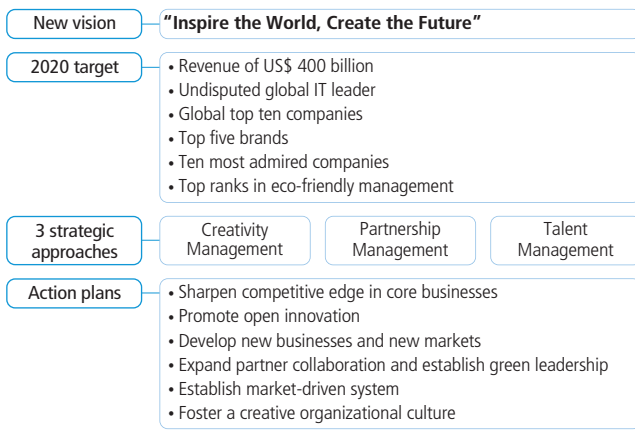 New vision
“Inspire the World, Create the Future”
2020 target
• Revenue of US$ 400 billion
• Undisputed global IT leader
• Global top ten companies
• Top five brands
• Ten most admired companies
• Top ranks in eco-friendly management
3 strategic
approaches
Creativity
Management
Partnership
Management
Talent
Management
Action plans
• Sharpen competitive edge in core businesses
• Promote open innovation
• Develop new businesses and new markets
• Expand partner collaboration and establish green leadership
• Establish market-driven system
• Foster a creative organizational culture